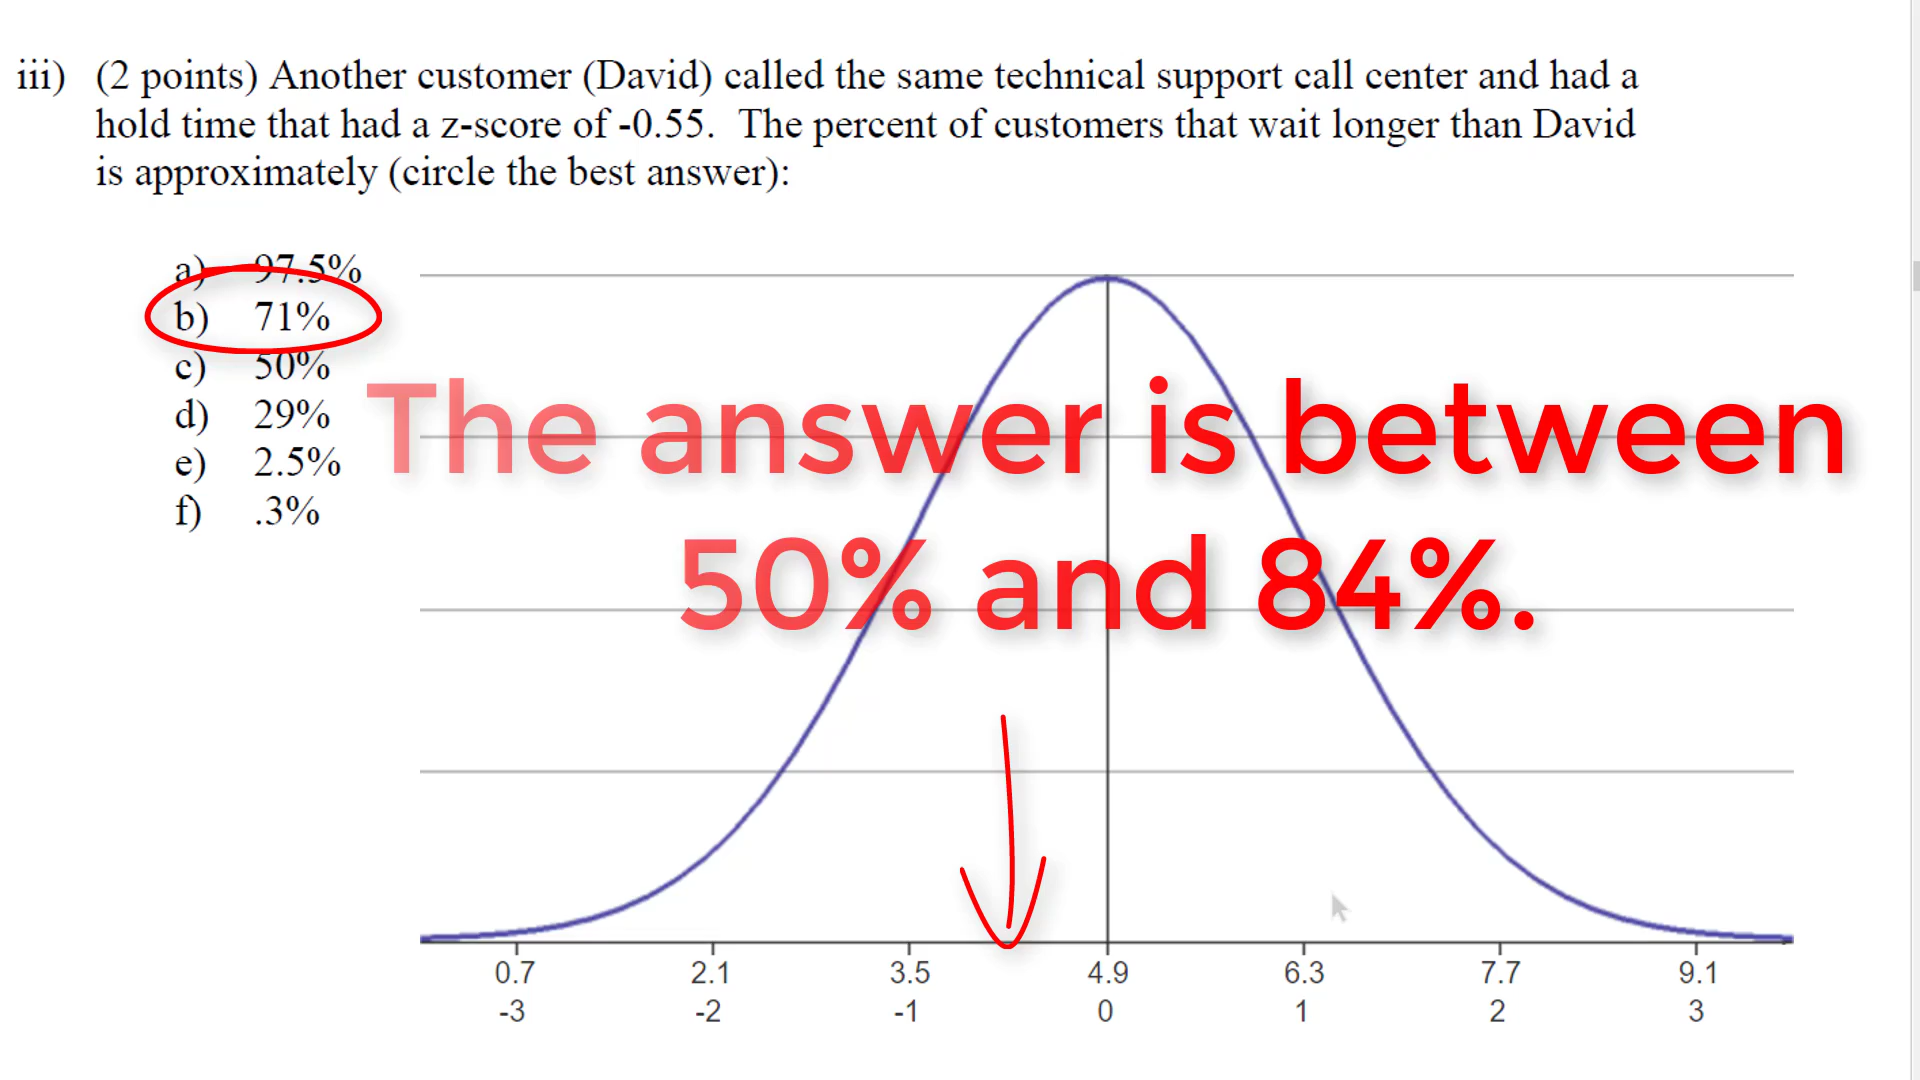 iii) (2 points) Another customer (David) called the same technical support call center and had a
hold time that had a z-score of -0.55. The percent of customers that wait longer than David
is approximately (circle the best answer):
a) 97.5%
b) 71%
c) 50%
d) 29%
e) 2.5%
f) .3%
The answer is between
50% and 84%.
0.7 2.1 3.5 4.9 6.3 7.7 9.1
-3 -2 -1 0 1 2 3